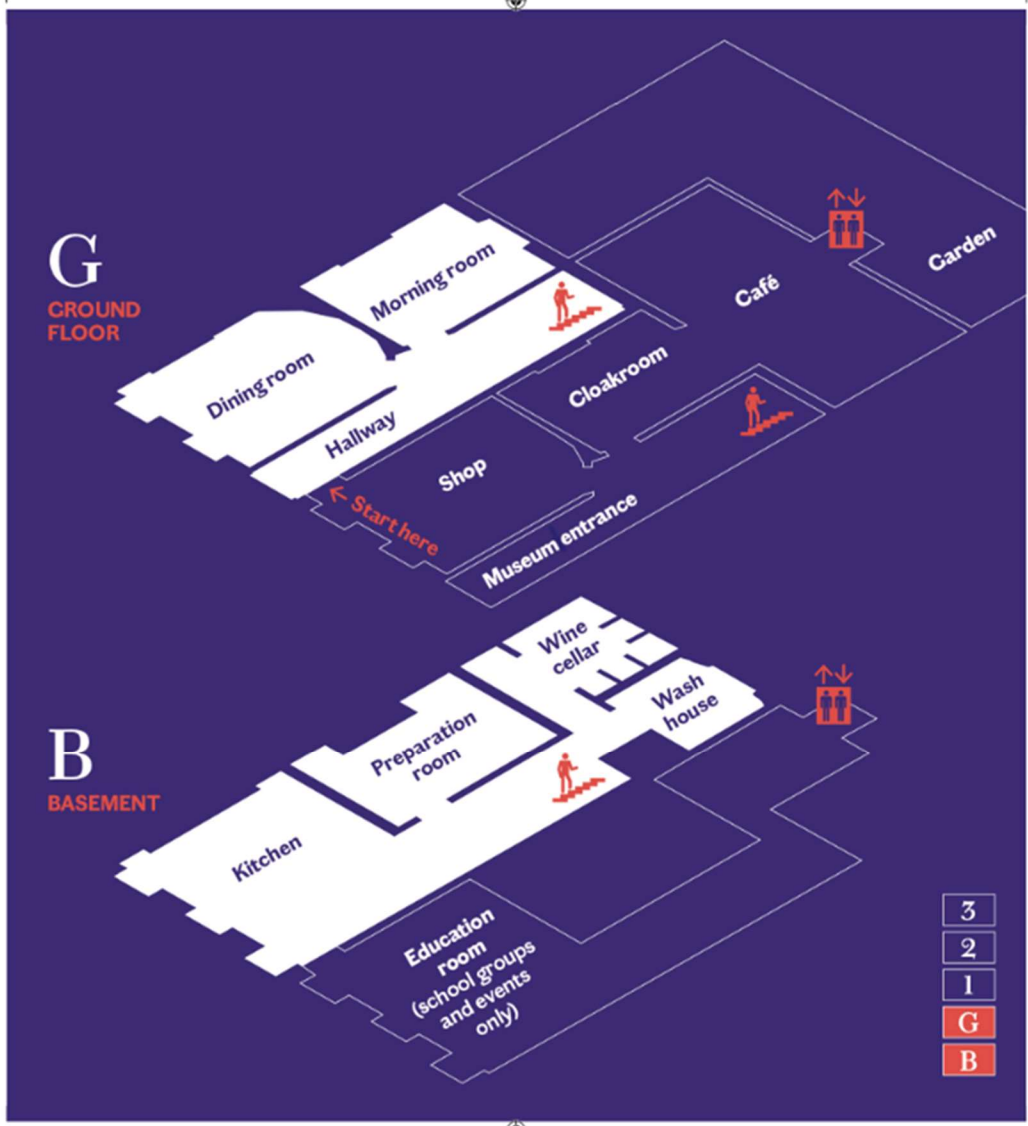 G
GROUND
FLOOR
Morning room
Dining room
Hallway
Café
Garden
Cloakroom
Shop
← Start here
Museum entrance
B
BASEMENT
Wine
cellar
Wash
house
Preparation
room
Kitchen
Education
room
(school groups
and events
only)
3
2
1
G
B